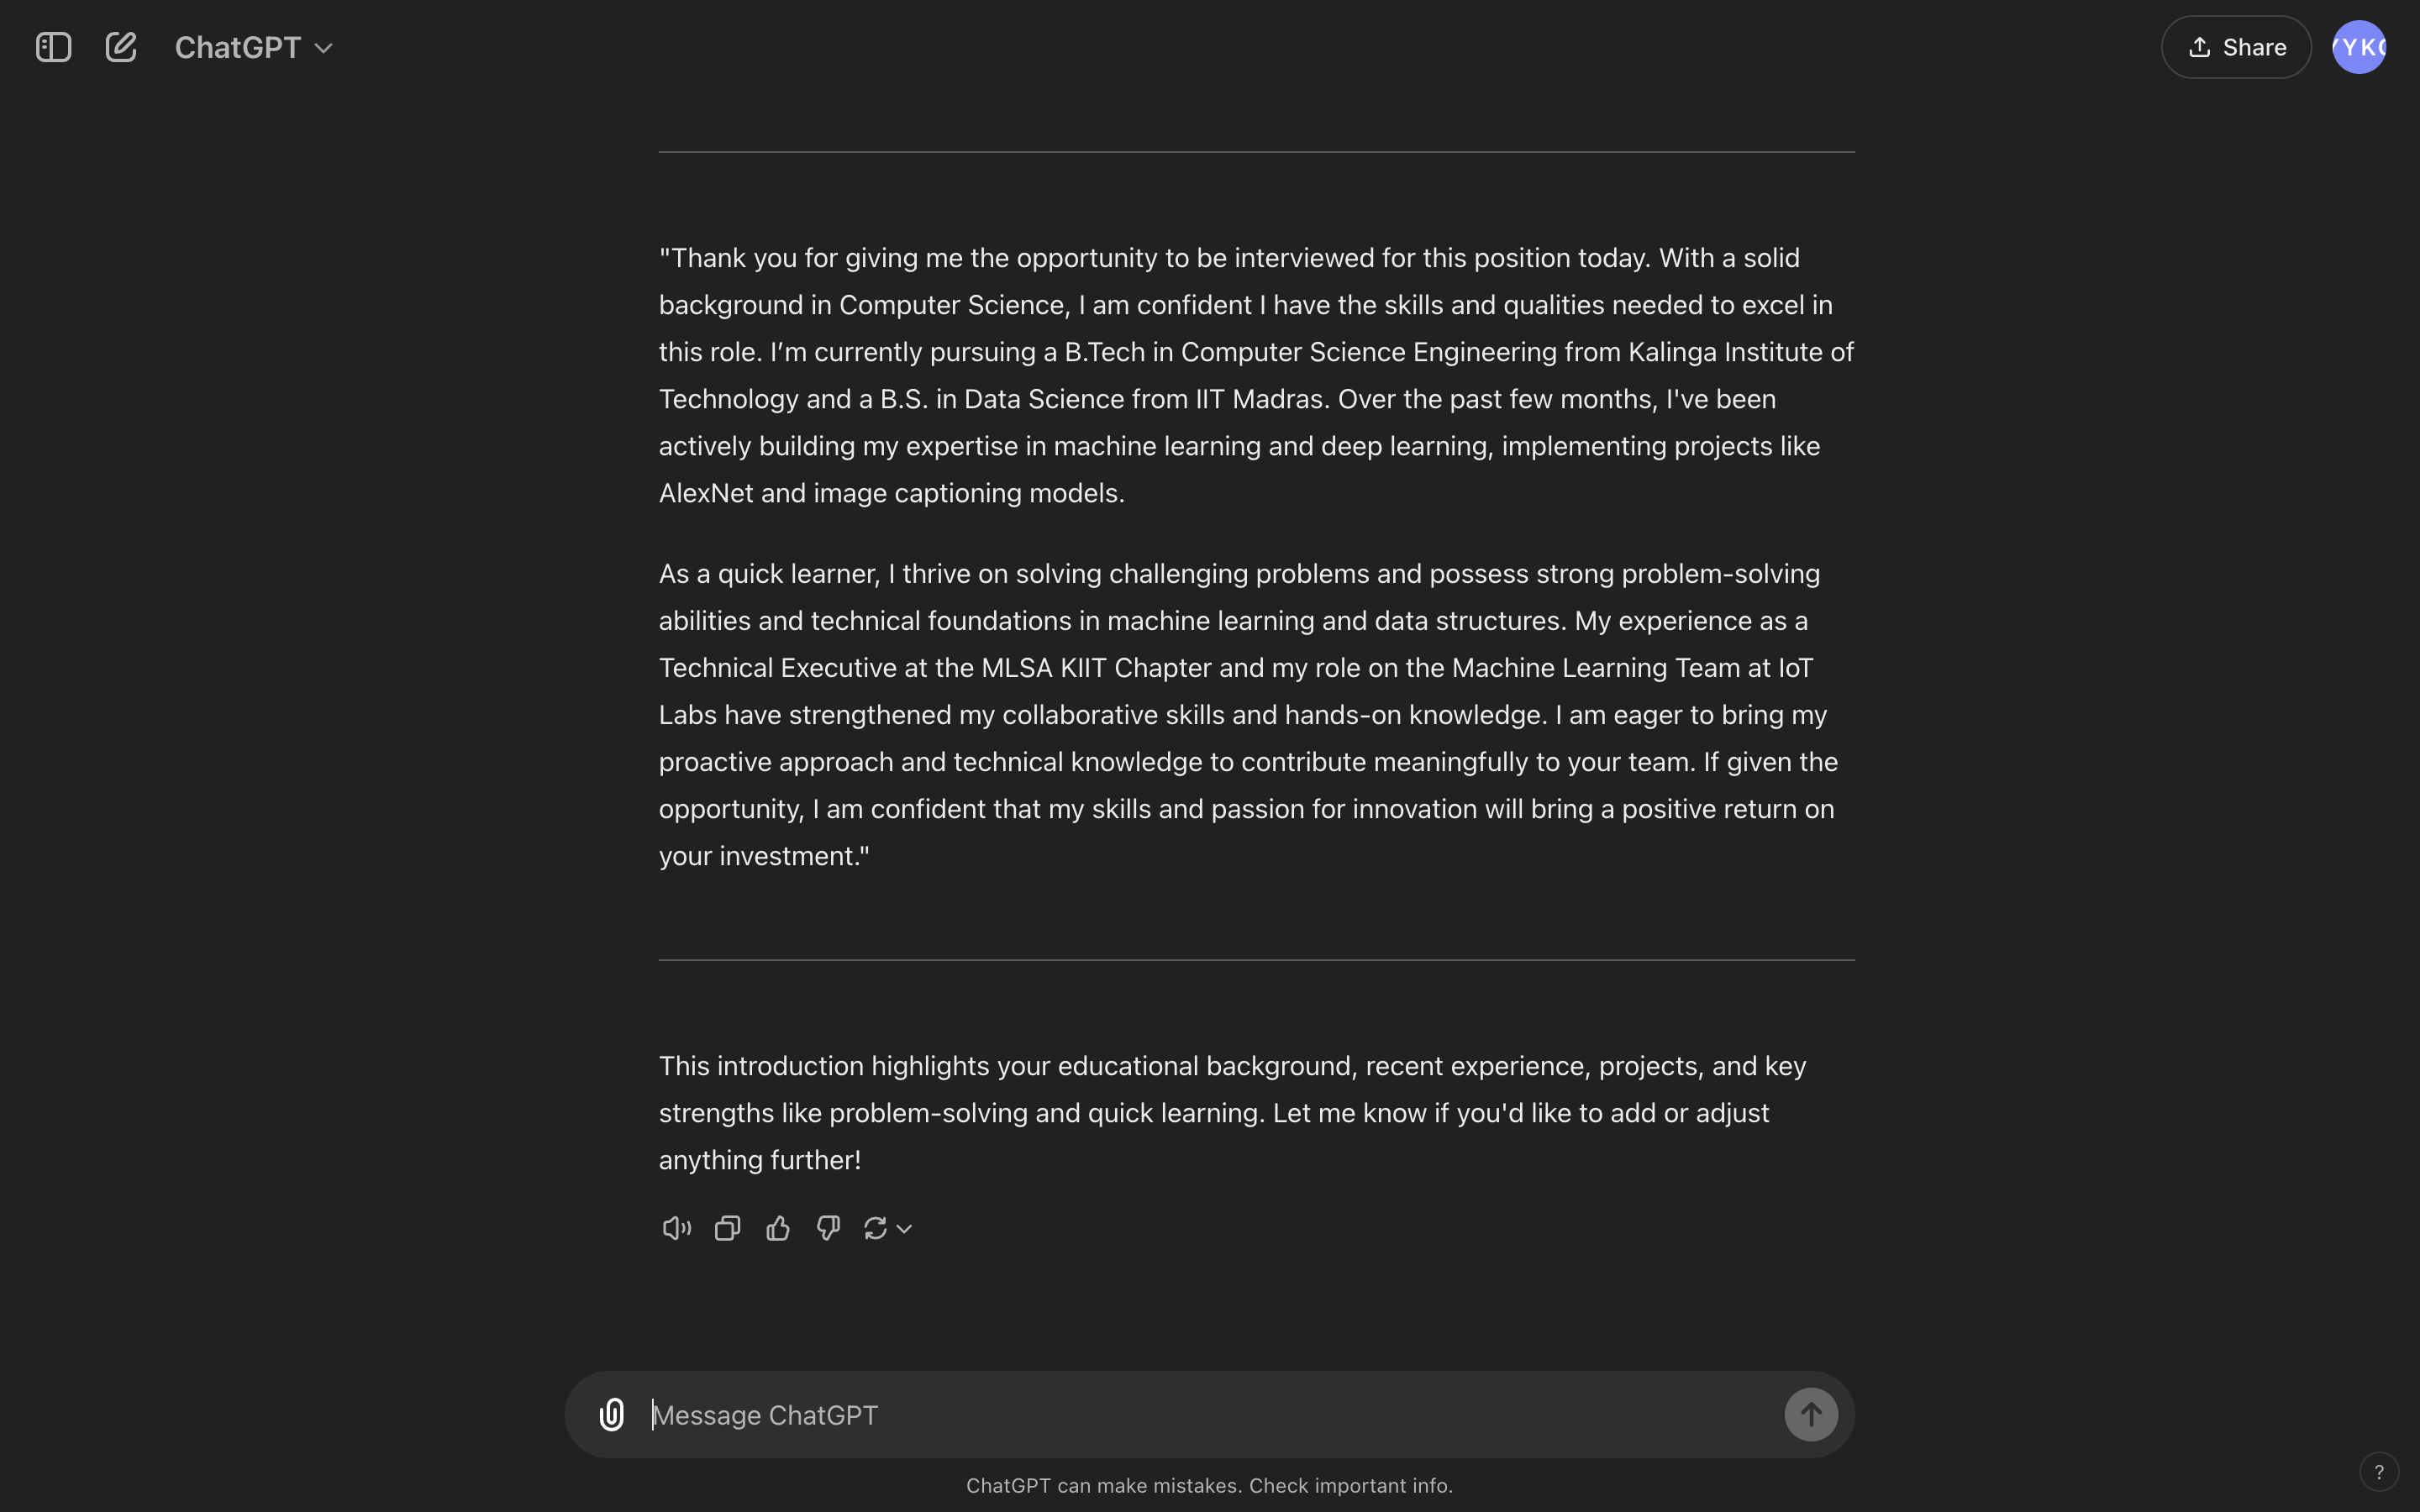 ChatGPT
Share
YYKG
"Thank you for giving me the opportunity to be interviewed for this position today. With a solid
background in Computer Science, I am confident I have the skills and qualities needed to excel in
this role. I’m currently pursuing a B.Tech in Computer Science Engineering from Kalinga Institute of
Technology and a B.S. in Data Science from IIT Madras. Over the past few months, I've been
actively building my expertise in machine learning and deep learning, implementing projects like
AlexNet and image captioning models.
As a quick learner, I thrive on solving challenging problems and possess strong problem-solving
abilities and technical foundations in machine learning and data structures. My experience as a
Technical Executive at the MLSA KIIT Chapter and my role on the Machine Learning Team at IoT
Labs have strengthened my collaborative skills and hands-on knowledge. I am eager to bring my
proactive approach and technical knowledge to contribute meaningfully to your team. If given the
opportunity, I am confident that my skills and passion for innovation will bring a positive return on
your investment."
This introduction highlights your educational background, recent experience, projects, and key
strengths like problem-solving and quick learning. Let me know if you'd like to add or adjust
anything further!
Message ChatGPT
ChatGPT can make mistakes. Check important info.
?